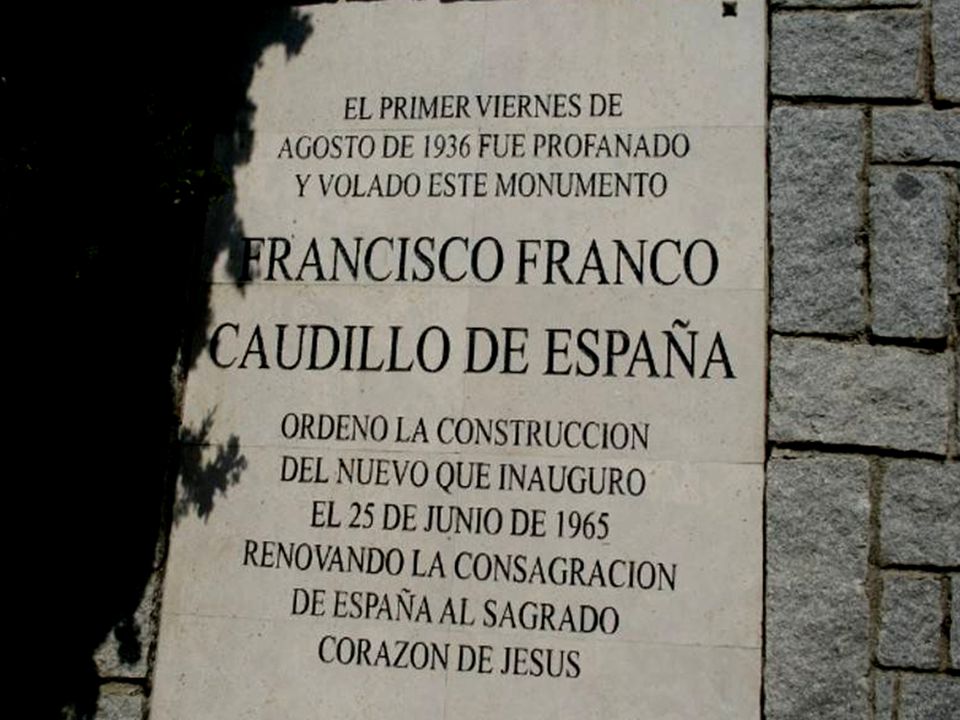 EL PRIMER VIERNES DE
AGOSTO DE 1936 FUE PROFANADO
Y VOLADO ESTE MONUMENTO
FRANCISCO FRANCO
CAUDILLO DE ESPAÑA
ORDENO LA CONSTRUCCION
DEL NUEVO QUE INAUGURO
EL 25 DE JUNIO DE 1965
RENOVANDO LA CONSAGRACION
DE ESPAÑA AL SAGRADO
CORAZON DE JESUS